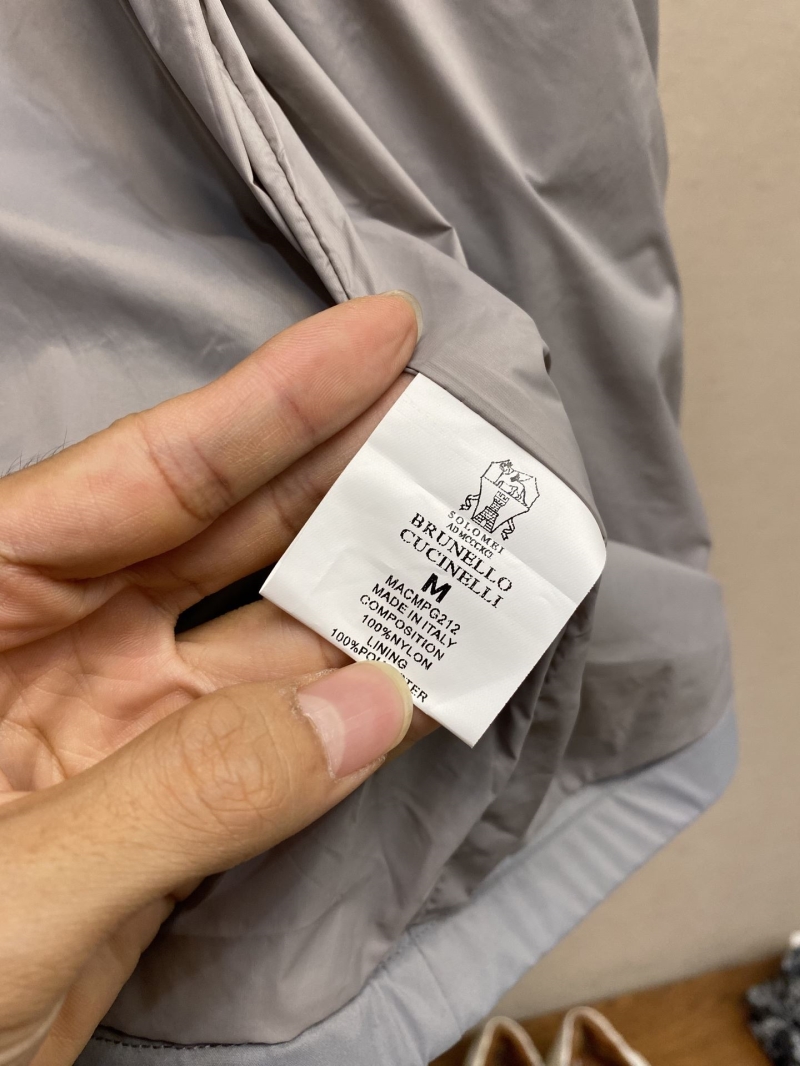 SOLOMEI
AD MCCCXCI
BRUNELLO
CUCINELLI
M
MACMPG212
MADE IN ITALY
COMPOSITION
100%NYLON
LINING